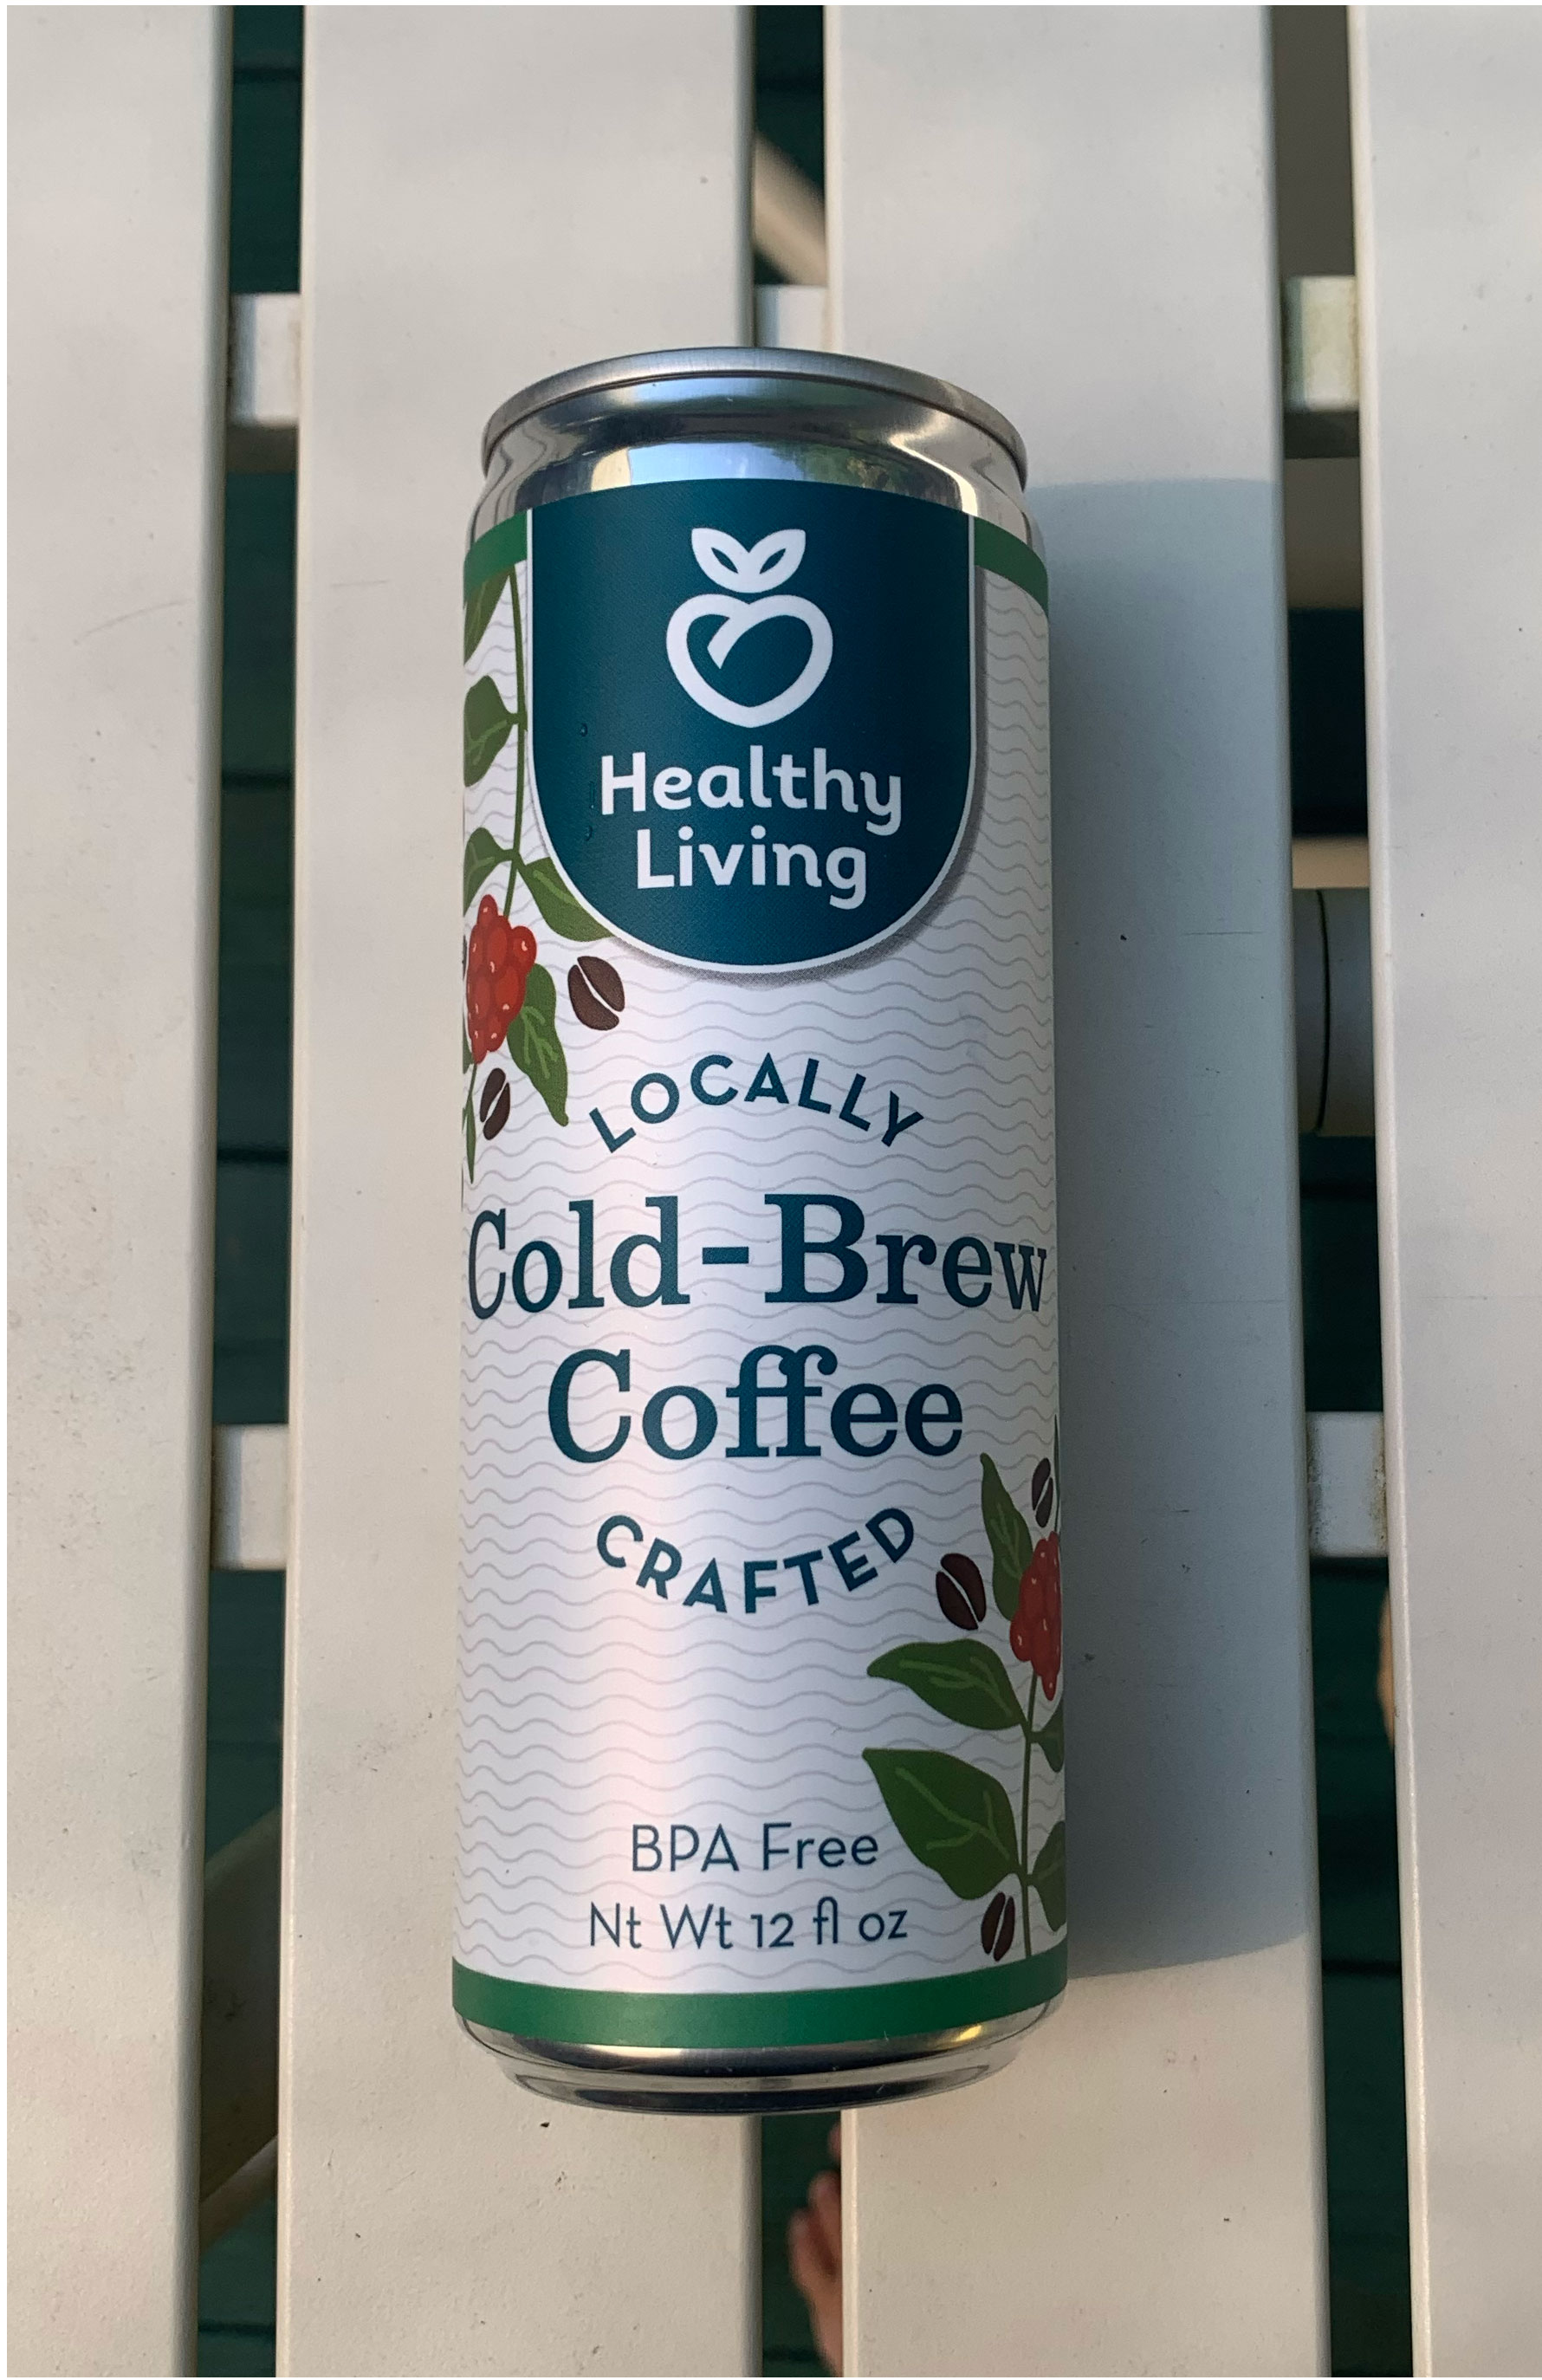 Healthy
Living
LOCALLY
Cold-Brew
Coffee
CRAFTED
BPA Free
Nt Wt 12 fl oz